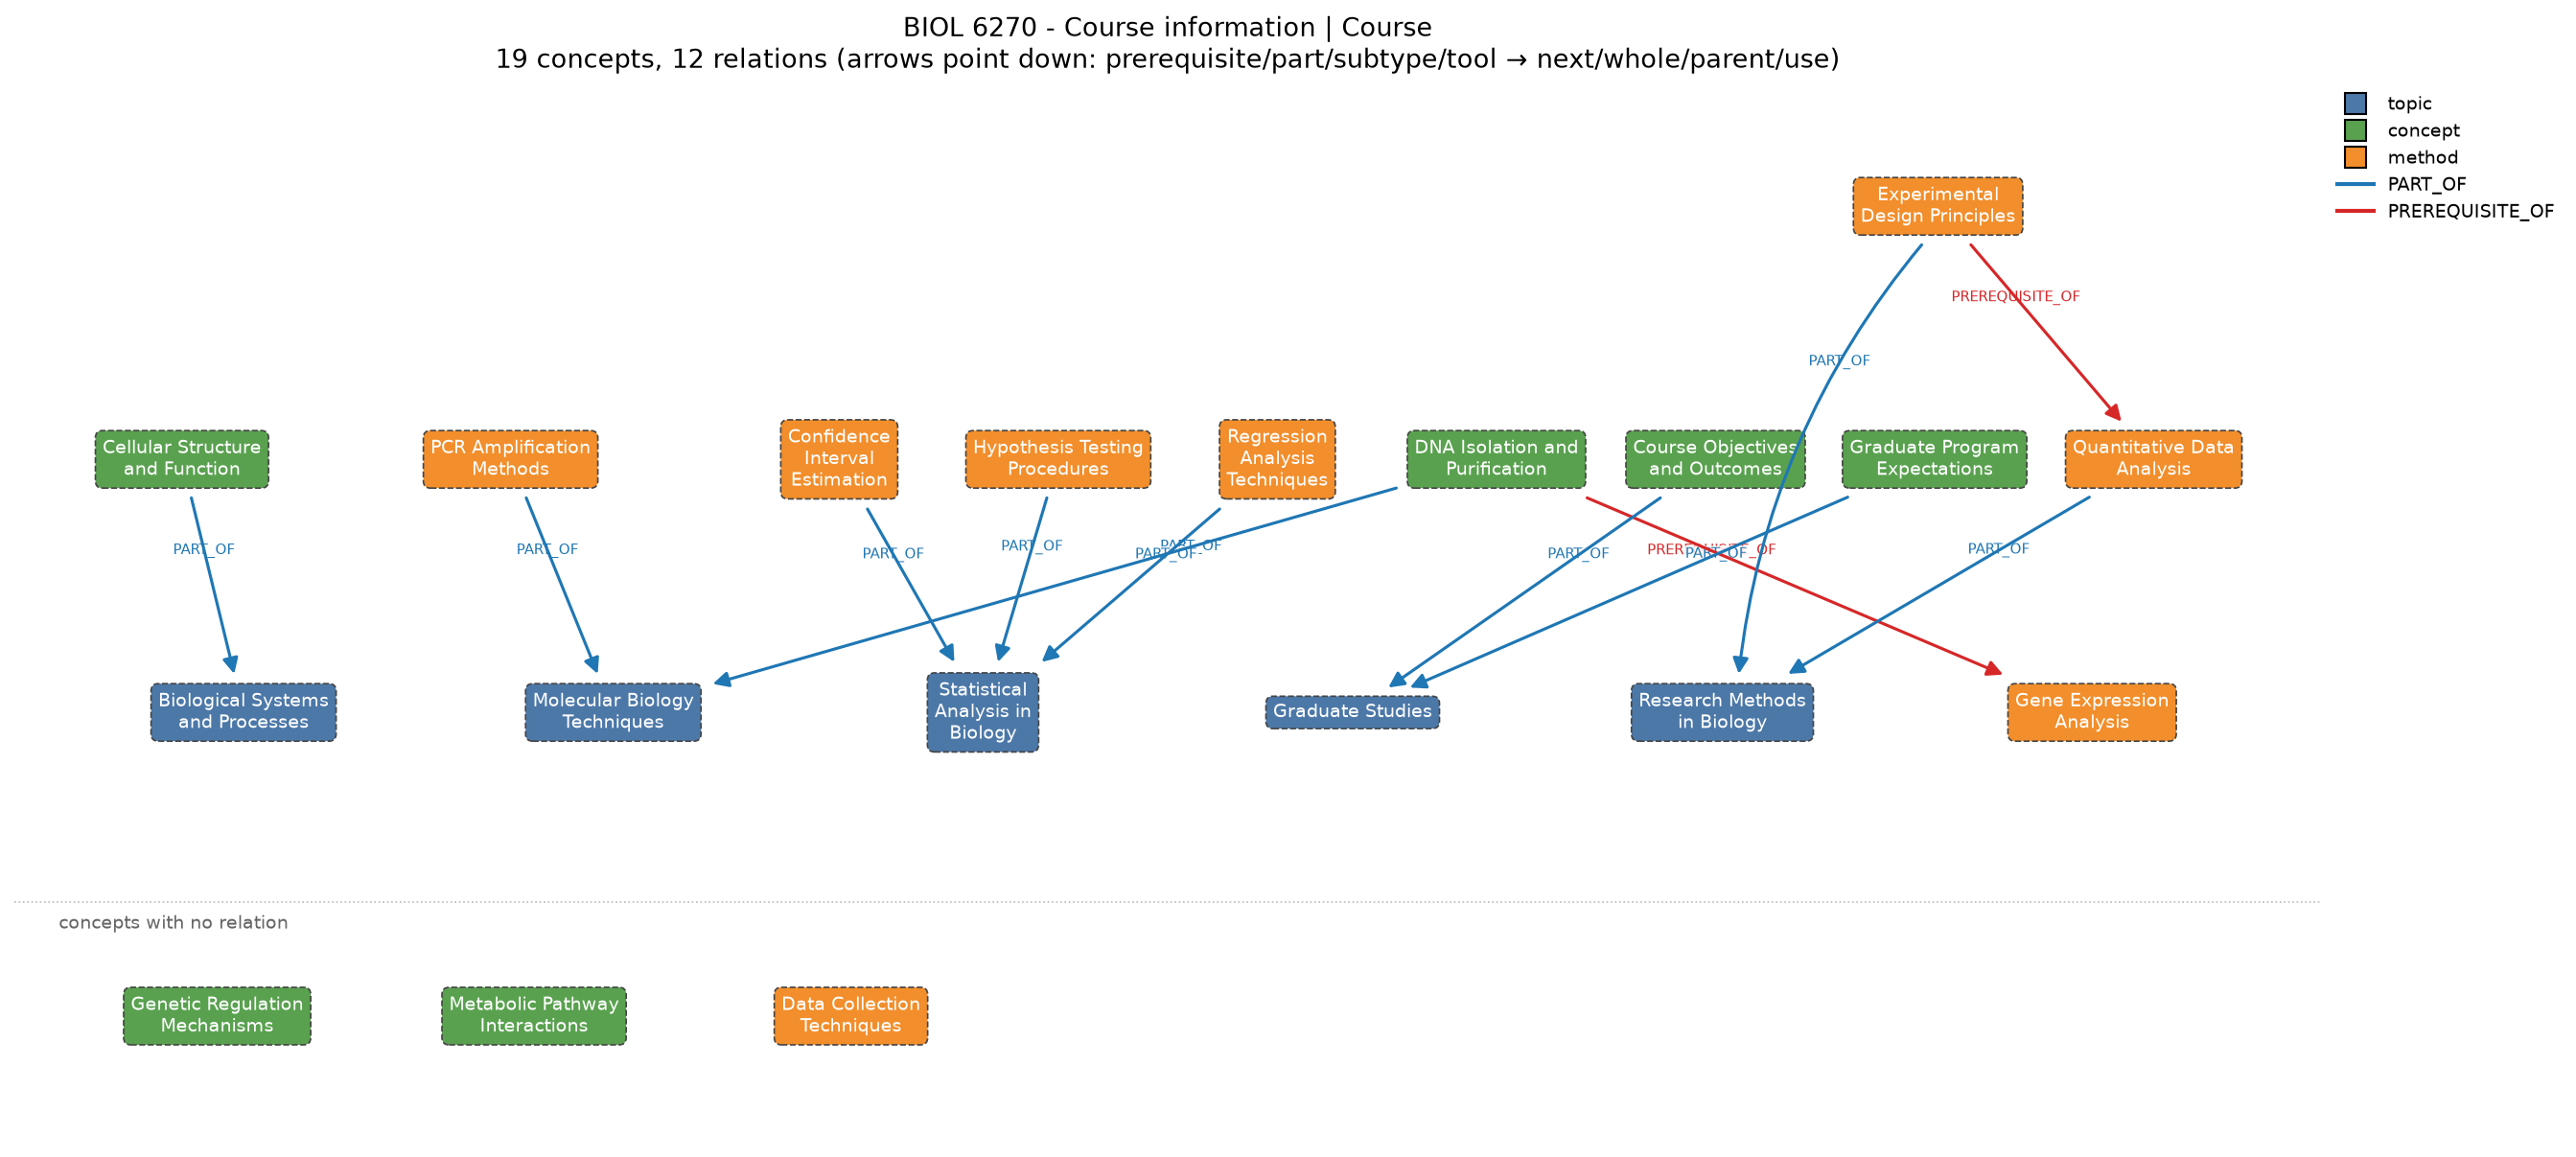 BIOL 6270 - Course information | Course
19 concepts, 12 relations (arrows point down: prerequisite/part/subtype/tool → next/whole/parent/use)
topic
concept
method
PART_OF
PREREQUISITE_OF
Experimental
Design Principles
PREREQUISITE_OF
PART_OF
Cellular Structure
and Function
PCR Amplification
Methods
Confidence
Interval
Estimation
Hypothesis Testing
Procedures
Regression
Analysis
Techniques
DNA Isolation and
Purification
Course Objectives
and Outcomes
Graduate Program
Expectations
Quantitative Data
Analysis
PART_OF
PART_OF
PART_OF
PART_OF
PART_OF
PART_OF
PART_OF
PREREQUISITE_OF
PART_OF
PART_OF
Biological Systems
and Processes
Molecular Biology
Techniques
Statistical
Analysis in
Biology
Graduate Studies
Research Methods
in Biology
Gene Expression
Analysis
concepts with no relation
Genetic Regulation
Mechanisms
Metabolic Pathway
Interactions
Data Collection
Techniques